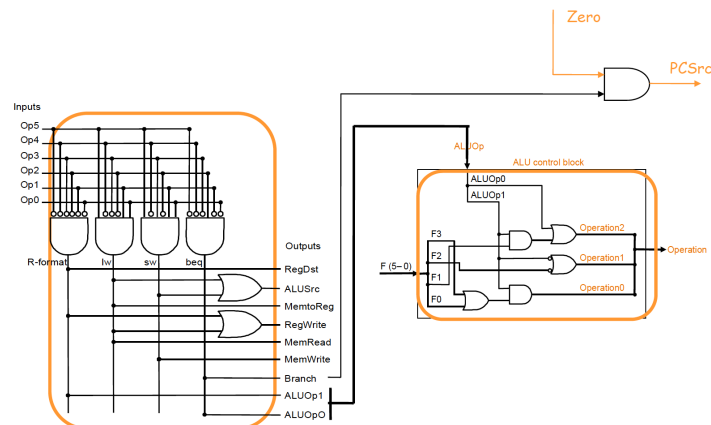 Zero
PCSrc
Inputs
Op5
Op4
Op3
Op2
Op1
Op0
R-format
lw
sw
beq
Outputs
RegDst
ALUSrc
MemtoReg
RegWrite
MemRead
MemWrite
Branch
ALUOp1
ALUOpO
ALUOp
ALU control block
ALUOp0
ALUOp1
F3
F2
F1
F0
F (5–0)
Operation2
Operation1
Operation0
Operation